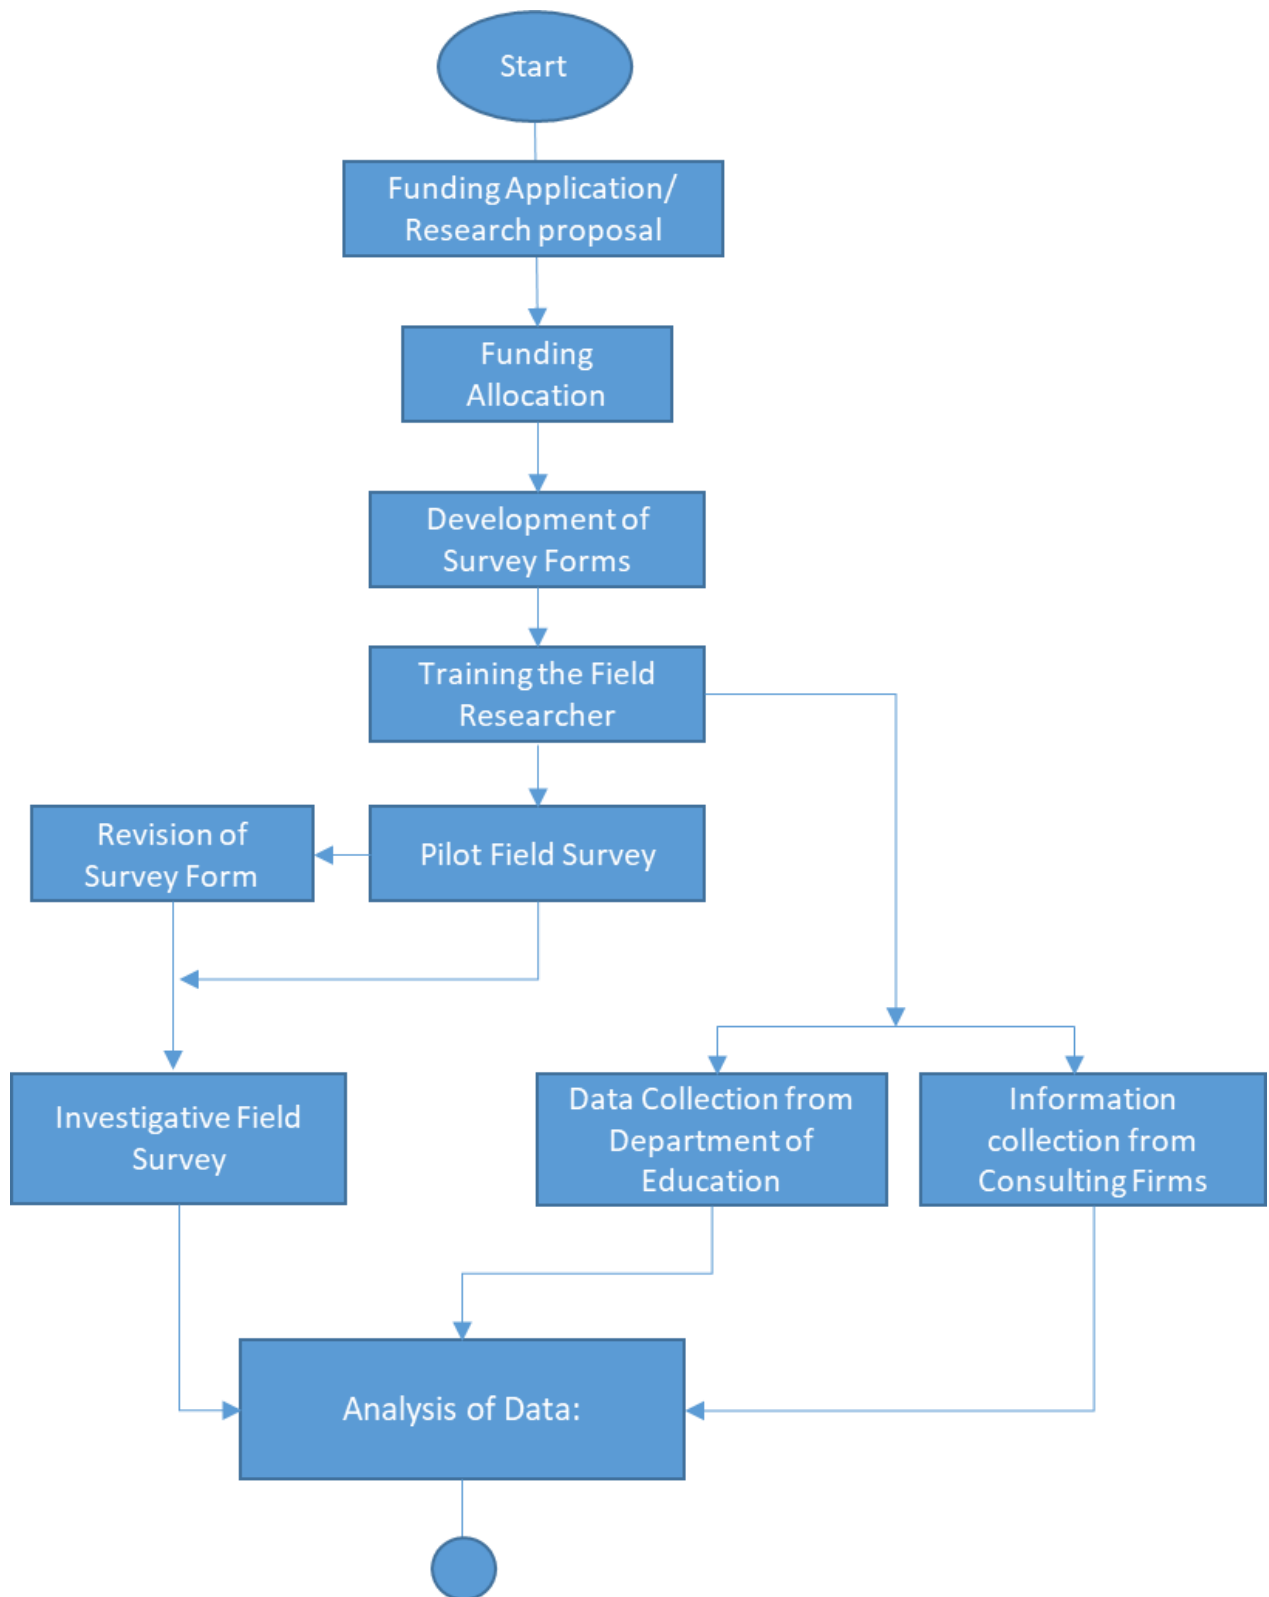 Start
Funding Application/
Research proposal
Funding
Allocation
Development of
Survey Forms
Training the Field
Researcher
Revision of
Survey Form
Pilot Field Survey
Investigative Field
Survey
Data Collection from
Department of
Education
Information
collection from
Consulting Firms
Analysis of Data: